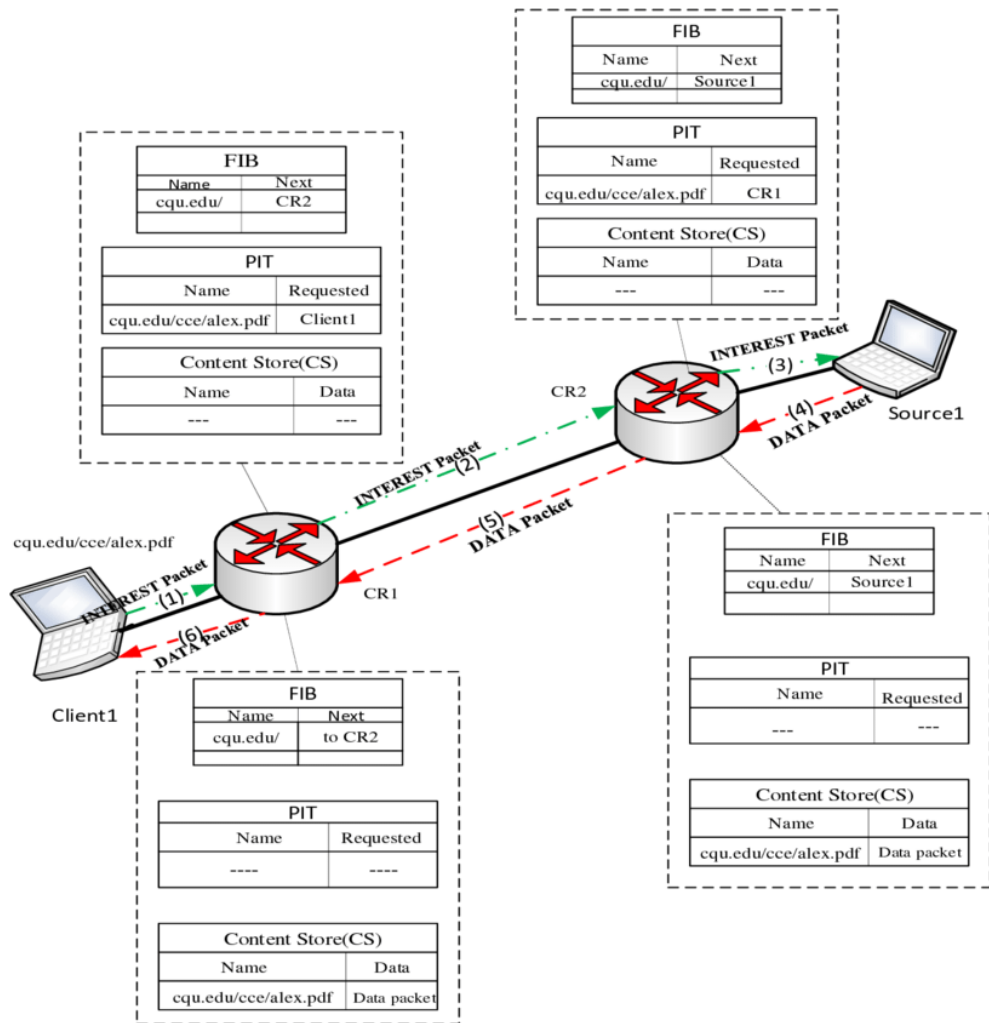 FIB
Name Next
cqu.edu/ Source1
PIT
Name Requested
cqu.edu/cce/alex.pdf CR1
Content Store(CS)
Name Data
--- ---
FIB
Name Next
cqu.edu/ CR2
PIT
Name Requested
cqu.edu/cce/alex.pdf Client1
Content Store(CS)
Name Data
--- ---
INTEREST Packet
(3)
CR2
(4)
DATA Packet
Source1
INTEREST Packet
(2)
(5)
DATA Packet
cqu.edu/cce/alex.pdf
INTEREST Packet
(1)
CR1
(6)
DATA Packet
Client1
FIB
Name Next
cqu.edu/ Source1
PIT
Name Requested
--- ---
Content Store(CS)
Name Data
cqu.edu/cce/alex.pdf Data packet
FIB
Name Next
cqu.edu/ to CR2
PIT
Name Requested
---- ----
Content Store(CS)
Name Data
cqu.edu/cce/alex.pdf Data packet